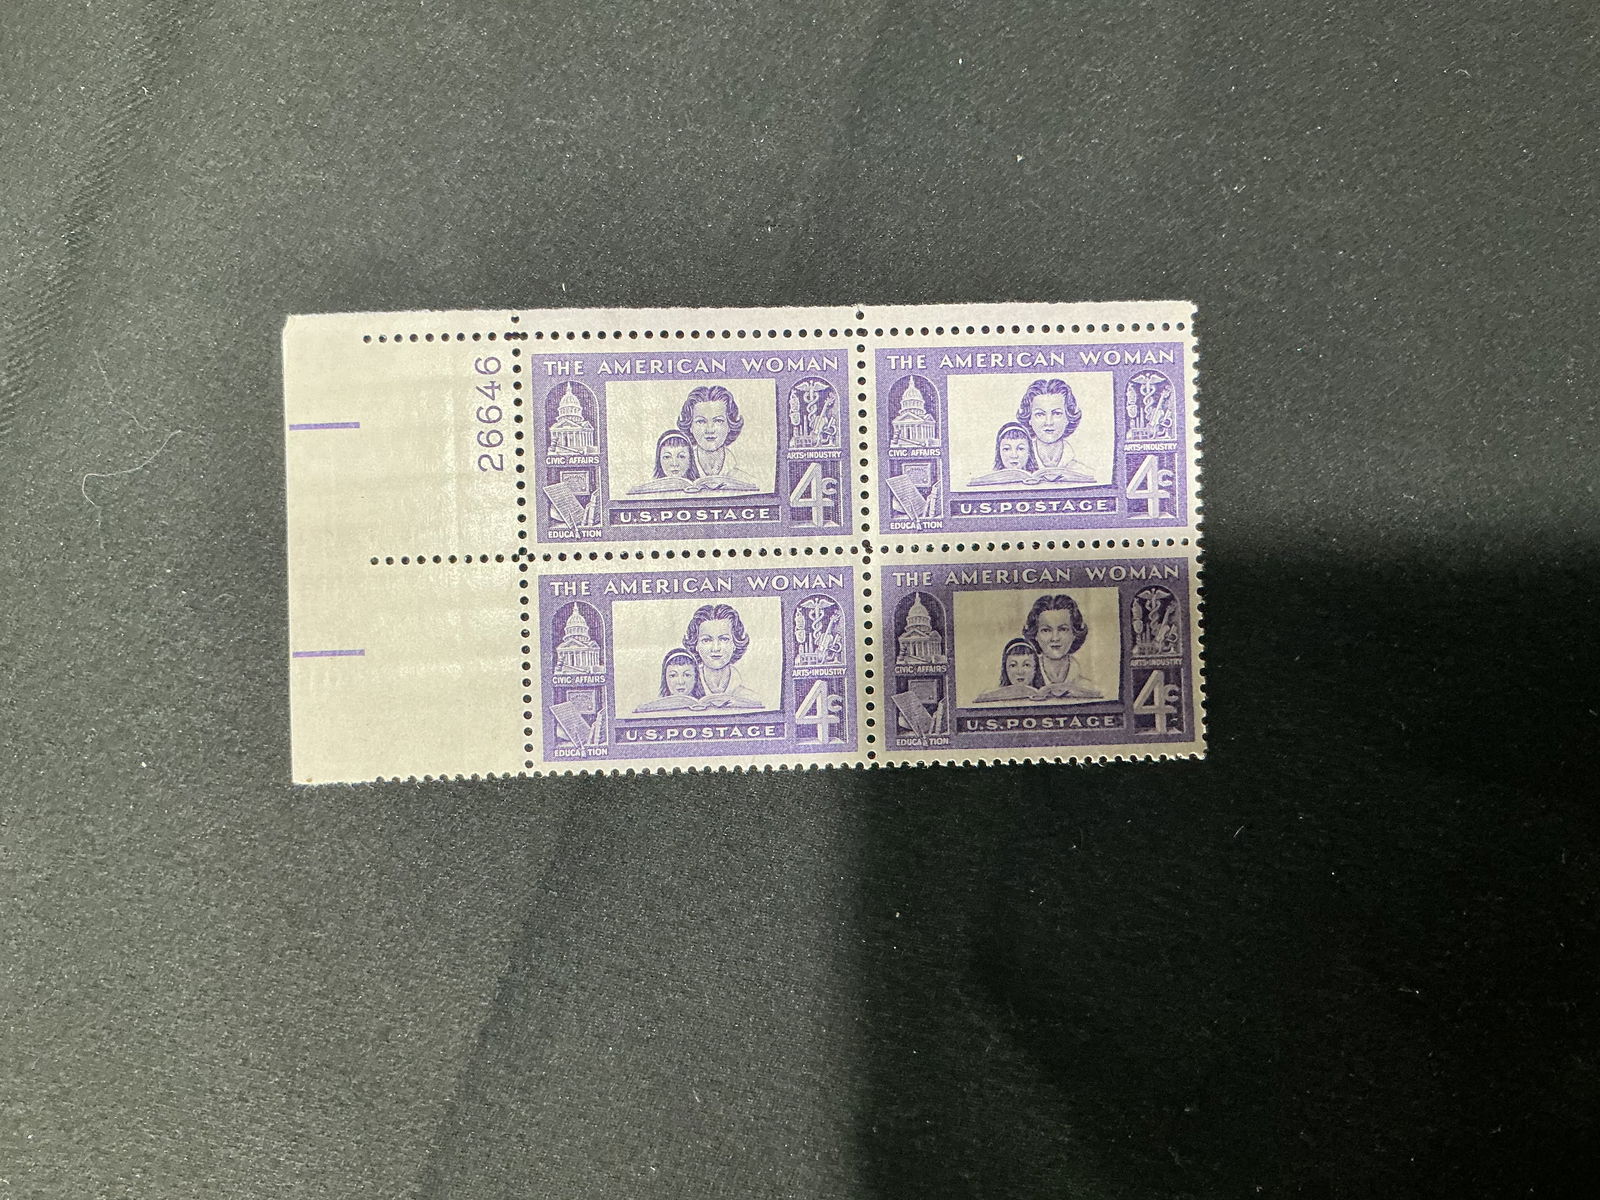 26646
THE AMERICAN WOMAN
CIVIC AFFAIRS
ARTS·INDUSTRY
EDUCATION
U.S.POSTAGE
4¢
THE AMERICAN WOMAN
CIVIC AFFAIRS
ARTS·INDUSTRY
EDUCATION
U.S.POSTAGE
4¢
THE AMERICAN WOMAN
CIVIC AFFAIRS
ARTS·INDUSTRY
EDUCATION
U.S.POSTAGE
4¢
THE AMERICAN WOMAN
CIVIC AFFAIRS
ARTS·INDUSTRY
EDUCATION
U.S.POSTAGE
4¢